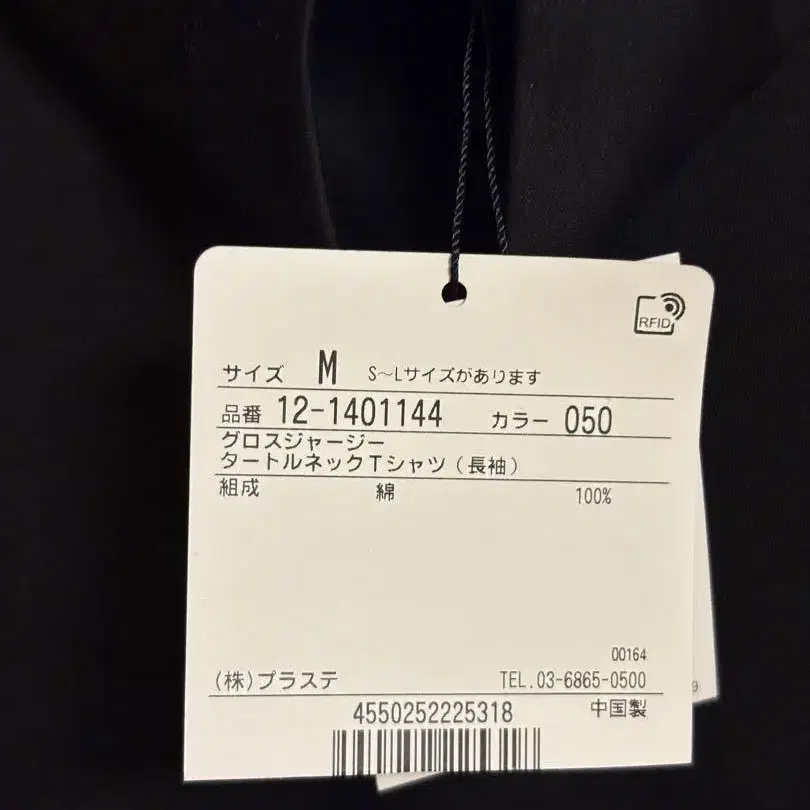 RFID
サイズ M S～Lサイズがあります
品番 12-1401144 カラー 050
グロスジャージー
タートルネックTシャツ（長袖）
組成 綿 100%
00164
(株)プラステ TEL.03-6865-0500
4550252225318 中国製
9